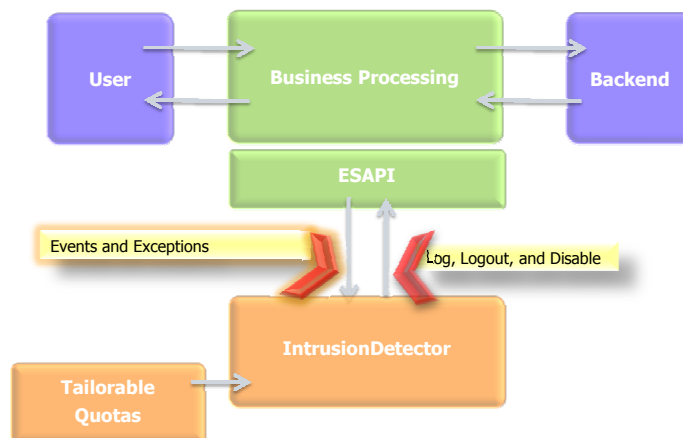 User
Business Processing
Backend
ESAPI
Events and Exceptions
Log, Logout, and Disable
IntrusionDetector
Tailorable
Quotas